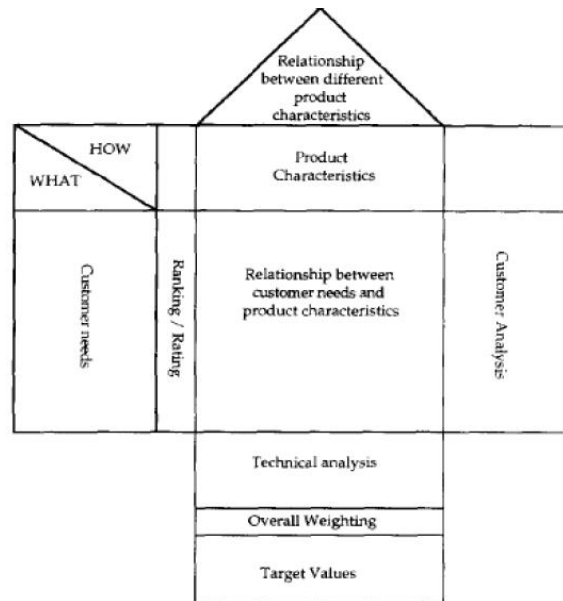 Relationship
between different
product
characteristics
HOW
WHAT
Product
Characteristics
Customer needs
Ranking / Rating
Relationship between
customer needs and
product characteristics
Customer Analysis
Technical analysis
Overall Weighting
Target Values